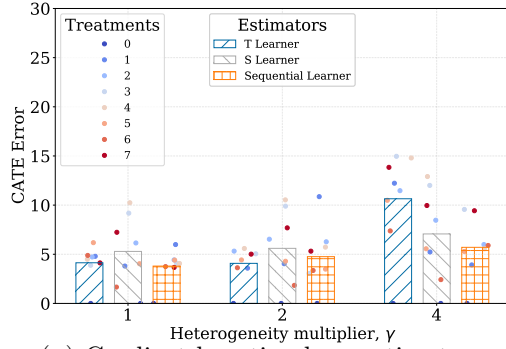 30
25
20
15
10
5
0
CATE Error
Treatments
0
1
2
3
4
5
6
7
Estimators
T Learner
S Learner
Sequential Learner
1 2 4
Heterogeneity multiplier, γ